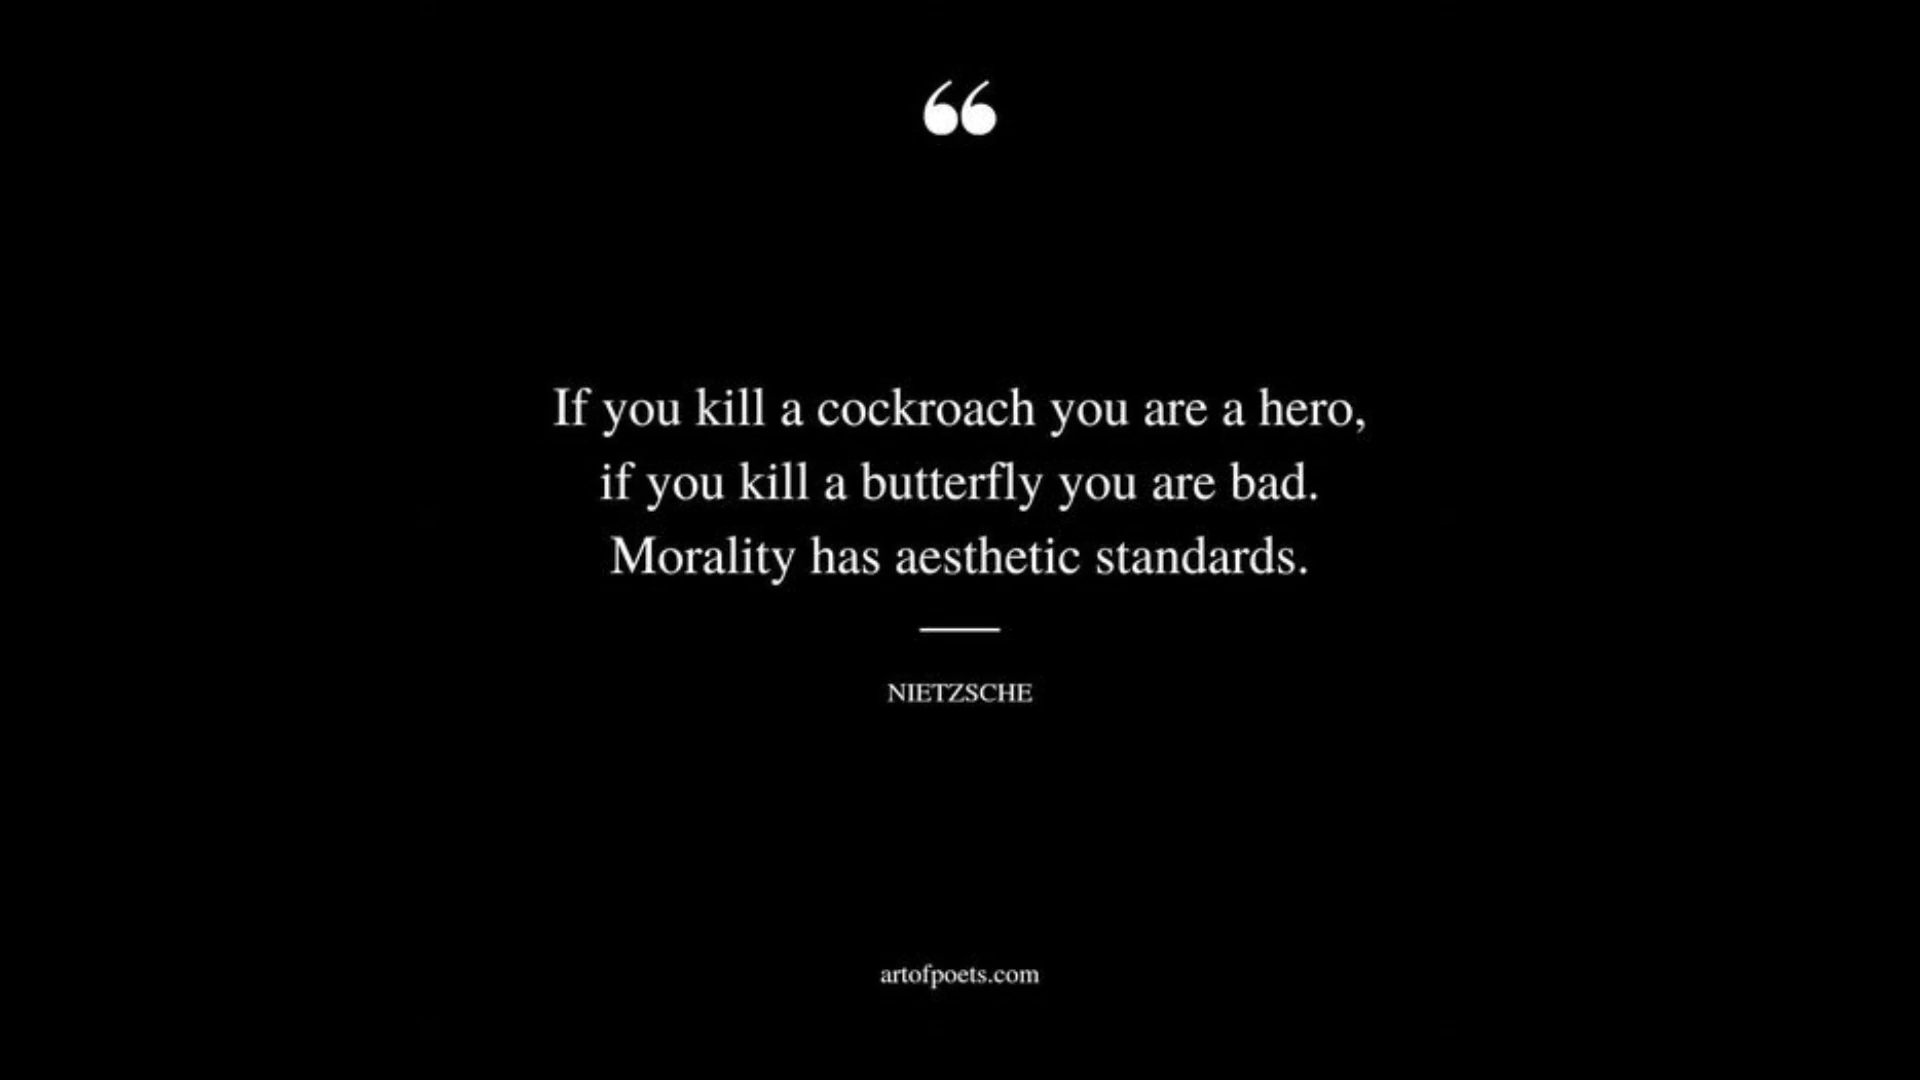 “
If you kill a cockroach you are a hero,
if you kill a butterfly you are bad.
Morality has aesthetic standards.
NIETZSCHE
artofpoets.com